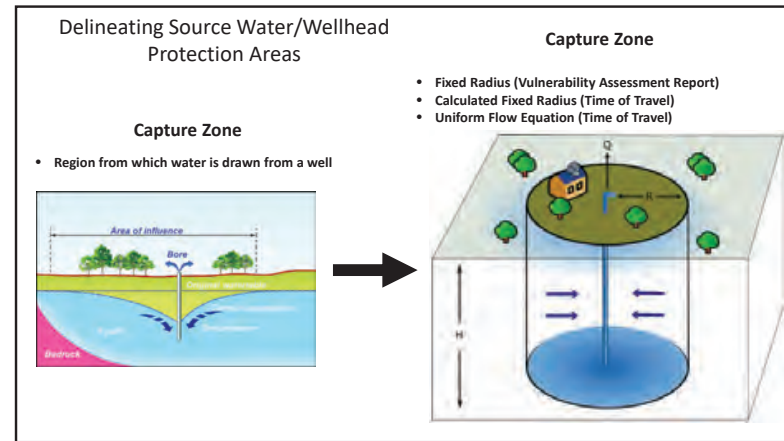 Delineating Source Water/Wellhead
Protection Areas
Capture Zone
• Region from which water is drawn from a well
Area of influence
Bore
Bedrock
Capture Zone
• Fixed Radius (Vulnerability Assessment Report)
• Calculated Fixed Radius (Time of Travel)
• Uniform Flow Equation (Time of Travel)
Q
R
H